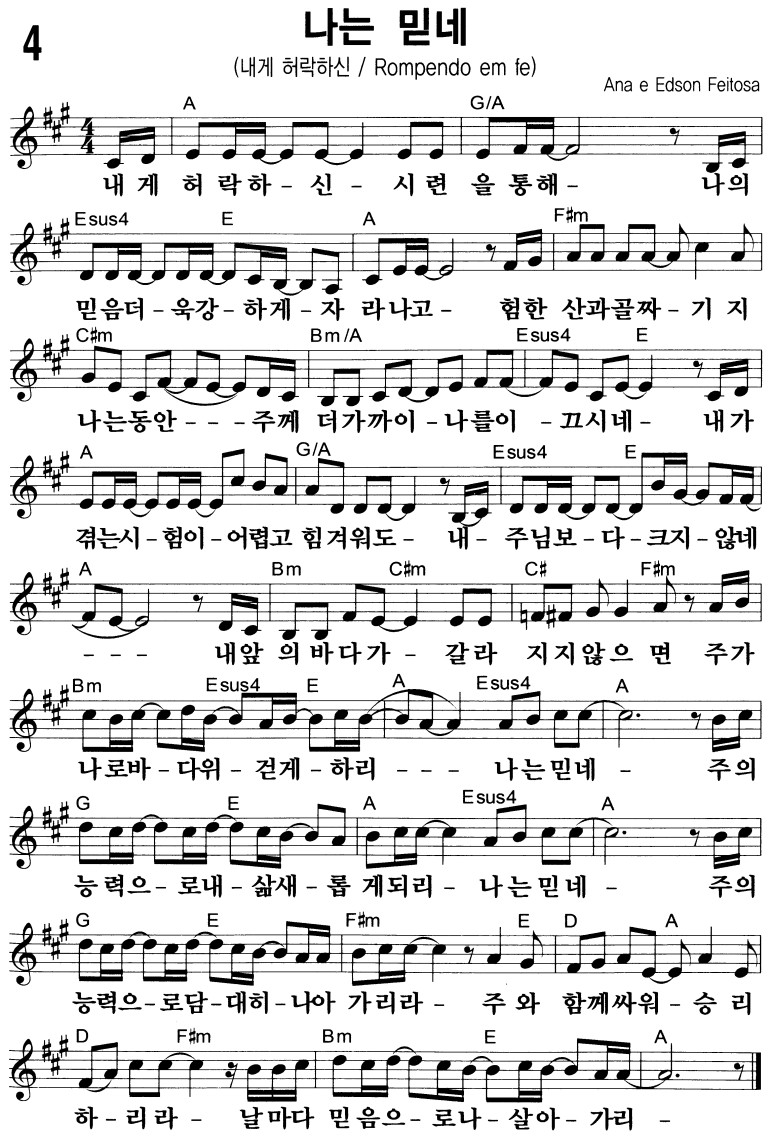 4
나는 믿네
(내게 허락하신 / Rompendo em fe)
Ana e Edson Feitosa
A G/A
내 게 허 락 하 - 신 - 시 련 을 통해 - 나의
Esus4 E A F#m
믿음더 - 욱강 - 하게 - 자 라나고 - 험한 산과골짜 - 기 지
C#m Bm/A Esus4 E
나는동안 - - - 주께 더가까이 - 나를이 - 끄시네 - 내가
A G/A Esus4 E
겪는시 - 험이 - 어렵고 힘겨워도 - 내 - 주님보 - 다 - 크지 - 않네
A Bm C#m C# F#m
- - - 내앞 의바다가 - 갈라 지지않으 면 주가
Bm Esus4 E A Esus4 A
나로바 - 다위 - 걷게 - 하리 - - - 나는믿네 - 주의
G E A Esus4 A
능력으 - 로내 - 삶새 - 롭 게되리 - 나는믿네 - 주의
G E F#m E D A
능력으 - 로담 - 대히 - 나아 가리라 - 주와 함께싸워 - 승리
D F#m Bm E A
하 - 리라 - 날마다 믿음으 - 로나 - 살아 - 가리 -